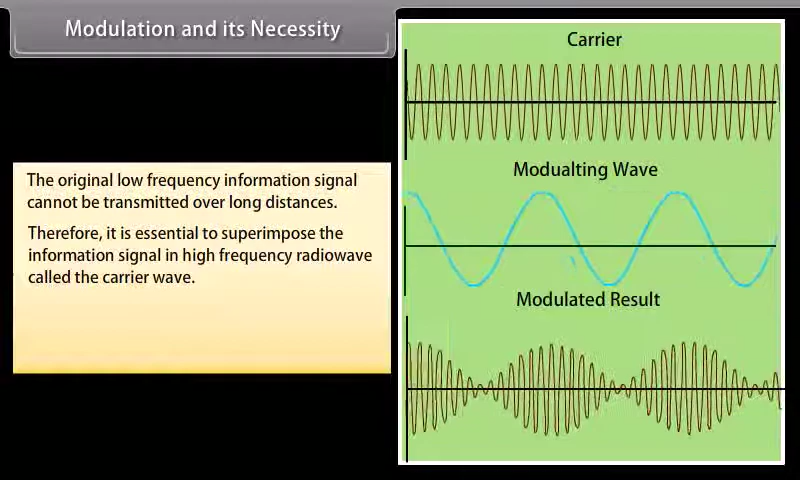 Modulation and its Necessity
The original low frequency information signal
cannot be transmitted over long distances.
Therefore, it is essential to superimpose the
information signal in high frequency radiowave
called the carrier wave.
Carrier
Modualting Wave
Modulated Result